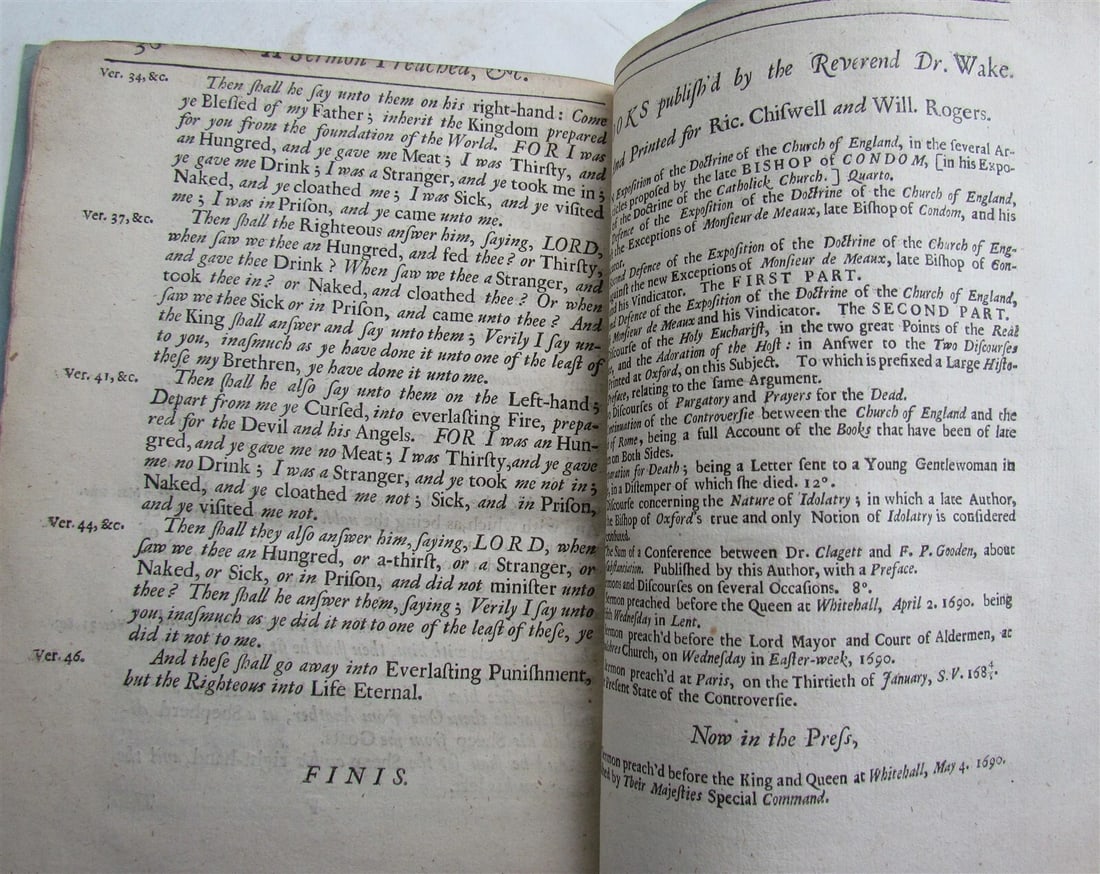 A Sermon Preached, &c.
Ver. 34, &c.
Then ſhall he ſay unto them on his right-hand: Come
ye Bleſſed of my Father; inherit the Kingdom prepared
for you from the foundation of the World. FOR I was
an Hungred, and ye gave me Meat; I was Thirſty, and
ye gave me Drink; I was a Stranger, and ye took me in;
Naked, and ye cloathed me; I was Sick, and ye viſited
me; I was in Priſon, and ye came unto me.
Ver. 37, &c.
Then ſhall the Righteous anſwer him, ſaying, LORD,
when ſaw we thee an Hungred, and fed thee? or Thirſty,
and gave thee Drink? When ſaw we thee a Stranger, and
took thee in? or Naked, and cloathed thee? Or when
ſaw we thee Sick or in Priſon, and came unto thee? And
the King ſhall anſwer and ſay unto them; Verily I ſay un-
to you, inaſmuch as ye have done it unto one of the leaſt of
theſe my Brethren, ye have done it unto me.
Ver. 41, &c.
Then ſhall he alſo ſay unto them on the Left-hand;
Depart from me ye Curſed, into everlaſting Fire, prepa-
red for the Devil and his Angels. FOR I was an Hun-
gred, and ye gave me no Meat; I was Thirſty, and ye gave
me no Drink; I was a Stranger, and ye took me not in;
Naked, and ye cloathed me not; Sick, and in Priſon,
and ye viſited me not.
Ver. 44, &c.
Then ſhall they alſo anſwer him, ſaying, LORD, when
ſaw we thee an Hungred, or a-thirſt, or a Stranger, or
Naked, or Sick, or in Priſon, and did not miniſter unto
thee? Then ſhall he anſwer them, ſaying; Verily I ſay unto
you, inaſmuch as ye did it not to one of the leaſt of theſe, ye
did it not to me.
Ver. 46.
And theſe ſhall go away into Everlaſting Puniſhment,
but the Righteous into Life Eternal.
FINIS.
OKS publiſh'd by the Reverend Dr. Wake.
and Printed for Ric. Chiſwell and Will. Rogers.
Expoſition of the Doctrine of the Church of England, in the ſeveral Ar-
ticles propoſed by the late BISHOP of CONDOM, [in his Expo-
of the Doctrine of the Catholick Church.] Quarto.
Defence of the Expoſition of the Doctrine of the Church of England,
the Exceptions of Monſieur de Meaux, late Biſhop of Condom, and his
ator.
Second Defence of the Expoſition of the Doctrine of the Church of Eng-
againſt the new Exceptions of Monſieur de Meaux, late Biſhop of Con-
and his Vindicator. The FIRST PART.
Defence of the Expoſition of the Doctrine of the Church of England,
Monſieur de Meaux and his Vindicator. The SECOND PART.
Diſcourſe of the Holy Euchariſt, in the two great Points of the Real
and the Adoration of the Hoſt: in Anſwer to the Two Diſcourſes
Printed at Oxford, on this Subject. To which is prefixed a Large Hiſto-
Preface, relating to the ſame Argument.
Diſcourſes of Purgatory and Prayers for the Dead.
ontinuation of the Controverſie between the Church of England and the
of Rome, being a full Account of the Books that have been of late
on Both Sides.
aration for Death; being a Letter ſent to a Young Gentlewoman in
in a Diſtemper of which ſhe died. 12°.
Diſcourſe concerning the Nature of Idolatry; in which a late Author,
the Biſhop of Oxford's true and only Notion of Idolatry is conſidered
onfuted.
The Sum of a Conference between Dr. Clagett and F. P. Gooden, about
ſubſtantiation. Publiſhed by this Author, with a Preface.
mons and Diſcourſes on ſeveral Occaſions. 8°.
Sermon preached before the Queen at Whitehall, April 2. 1690. being
fifth Wedneſday in Lent.
Sermon preach'd before the Lord Mayor and Court of Aldermen, at
Church, on Wedneſday in Eaſter-week, 1690.
Sermon preach'd at Paris, on the Thirtieth of January, S. V. 168⅘.
Preſent State of the Controverſie.
Now in the Preſs,
Sermon preach'd before the King and Queen at Whitehall, May 4. 1690.
ed by Their Majeſties Special Command.